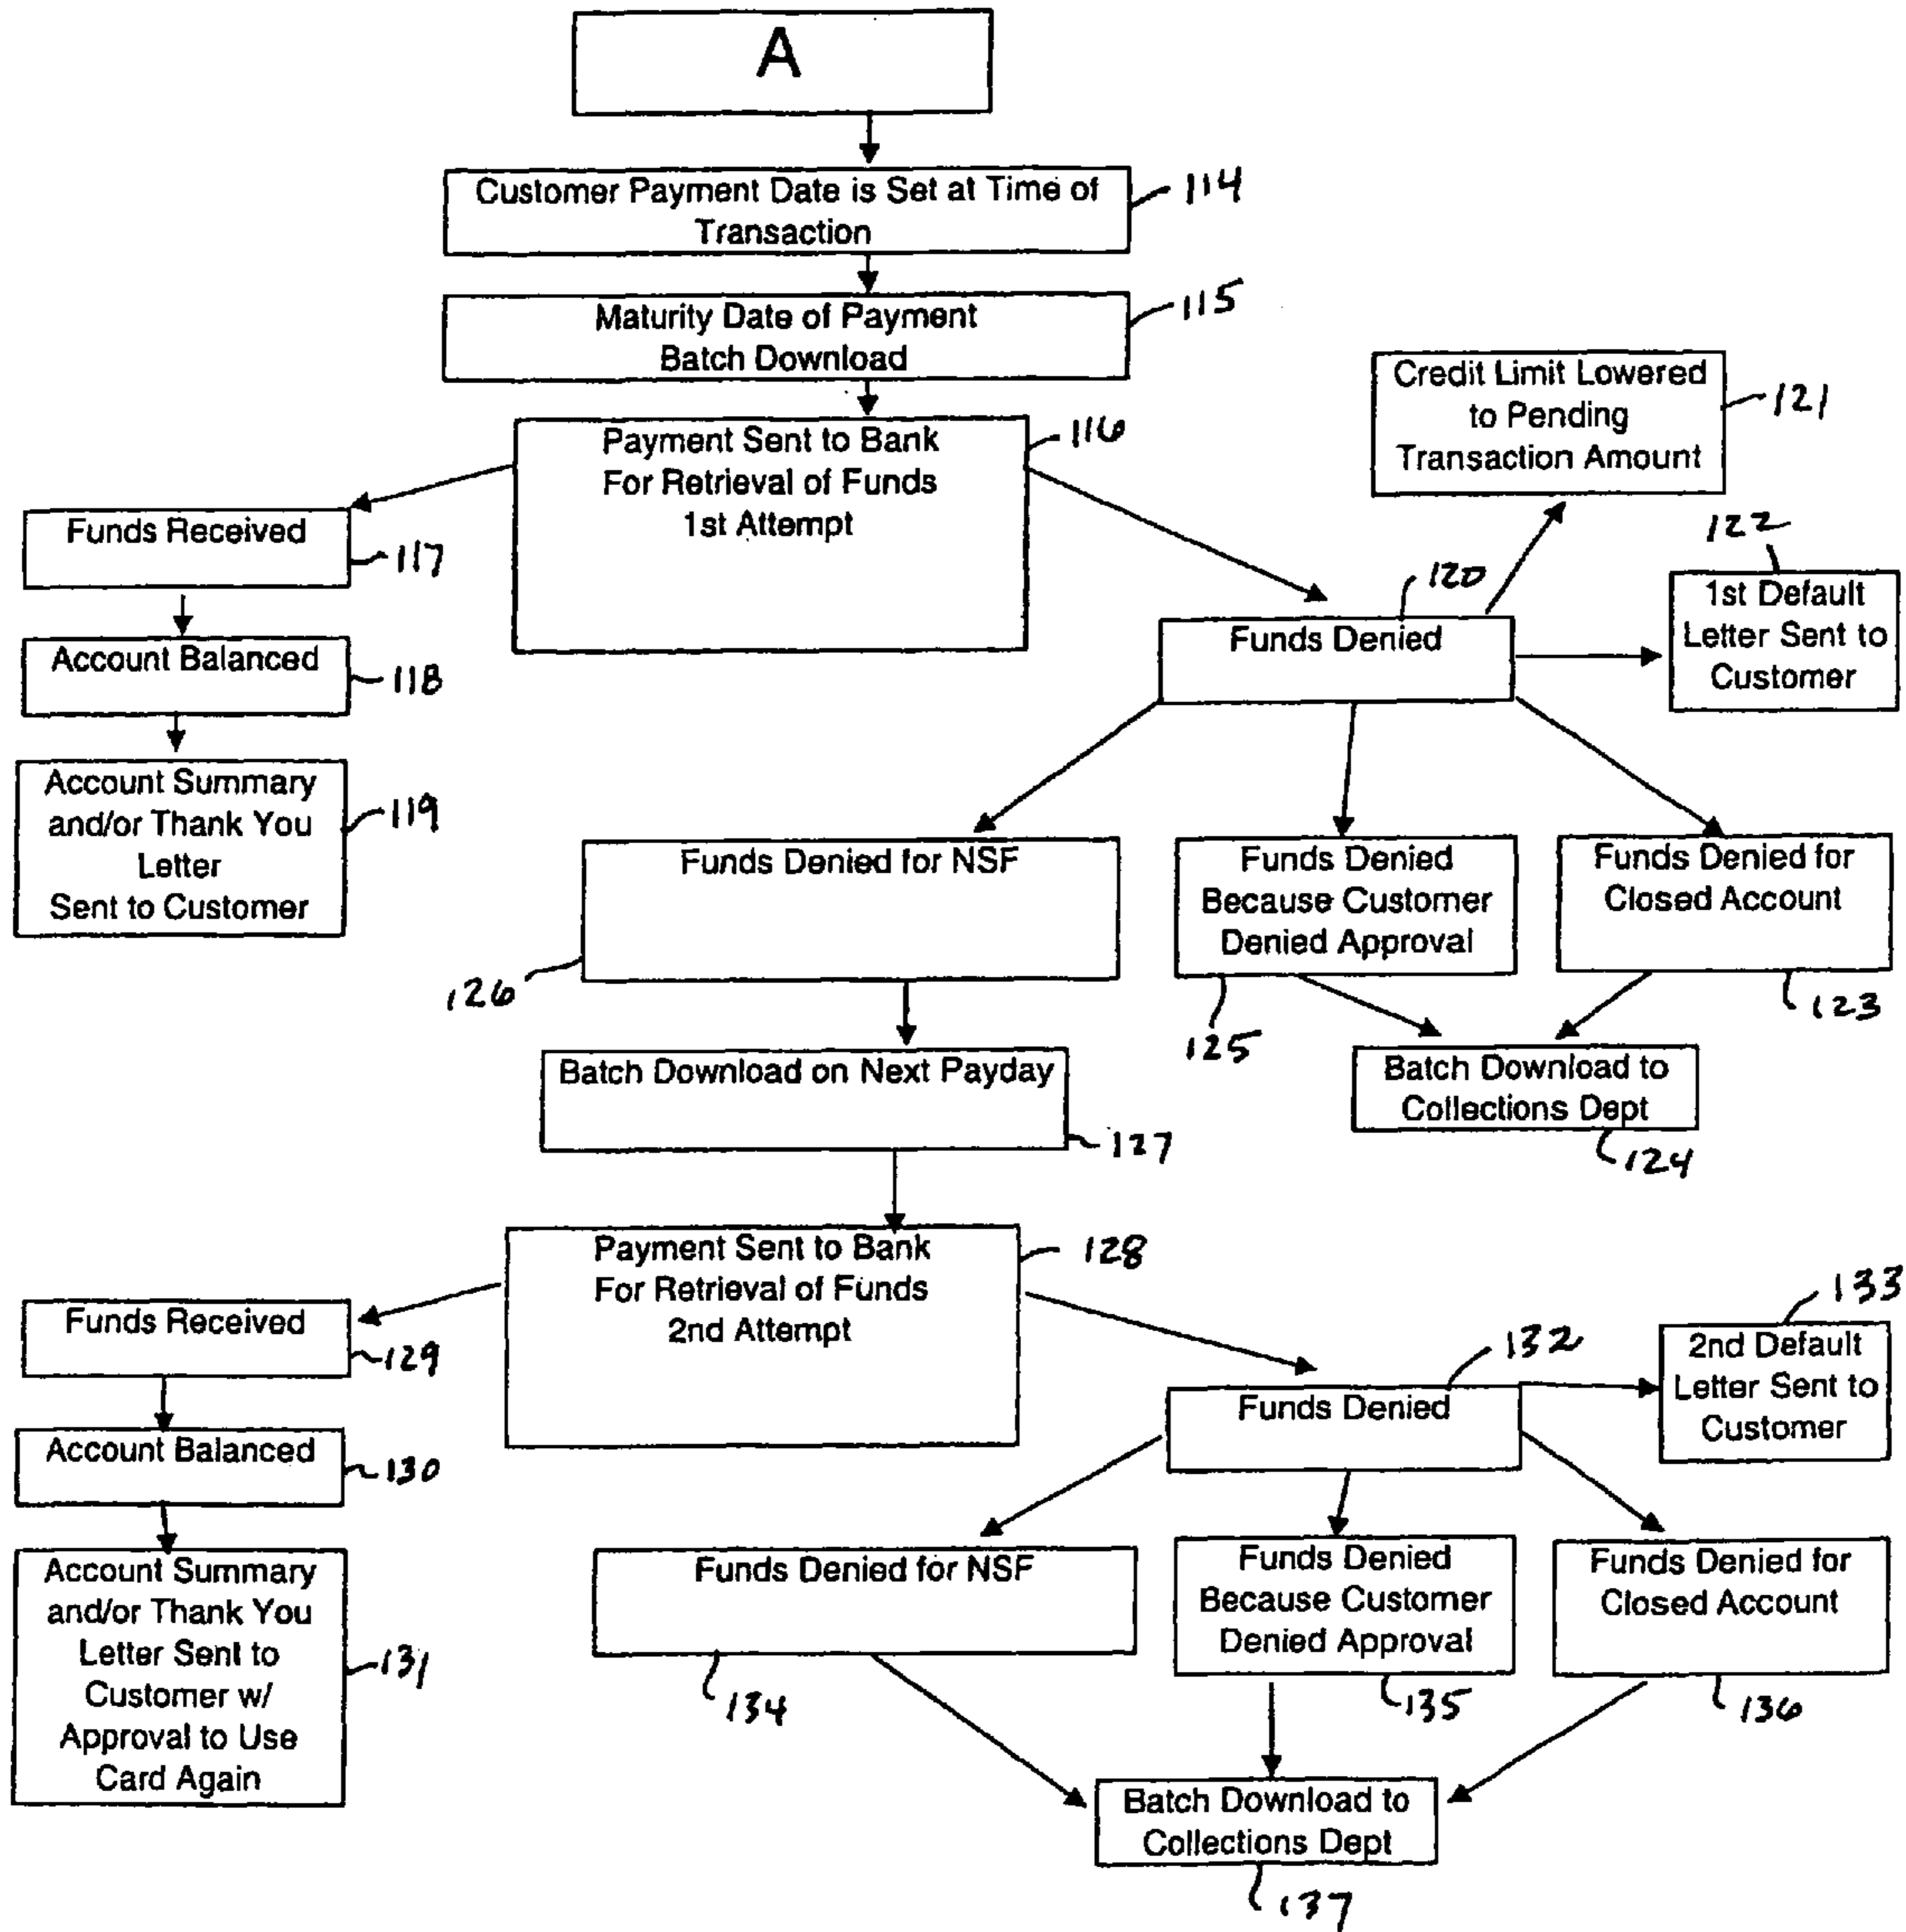 A
Customer Payment Date is Set at Time of
Transaction
114
Maturity Date of Payment
Batch Download
115
Payment Sent to Bank
For Retrieval of Funds
1st Attempt
116
Credit Limit Lowered
to Pending
Transaction Amount
121
Funds Received
117
122
1st Default
Letter Sent to
Customer
120
Funds Denied
Account Balanced
118
Account Summary
and/or Thank You
Letter
Sent to Customer
119
Funds Denied for NSF
126
Funds Denied
Because Customer
Denied Approval
125
Funds Denied for
Closed Account
123
Batch Download on Next Payday
127
Batch Download to
Collections Dept
124
Payment Sent to Bank
For Retrieval of Funds
2nd Attempt
128
Funds Received
129
133
2nd Default
Letter Sent to
Customer
132
Funds Denied
Account Balanced
130
Account Summary
and/or Thank You
Letter Sent to
Customer w/
Approval to Use
Card Again
131
Funds Denied for NSF
134
Funds Denied
Because Customer
Denied Approval
135
Funds Denied for
Closed Account
136
Batch Download to
Collections Dept
137